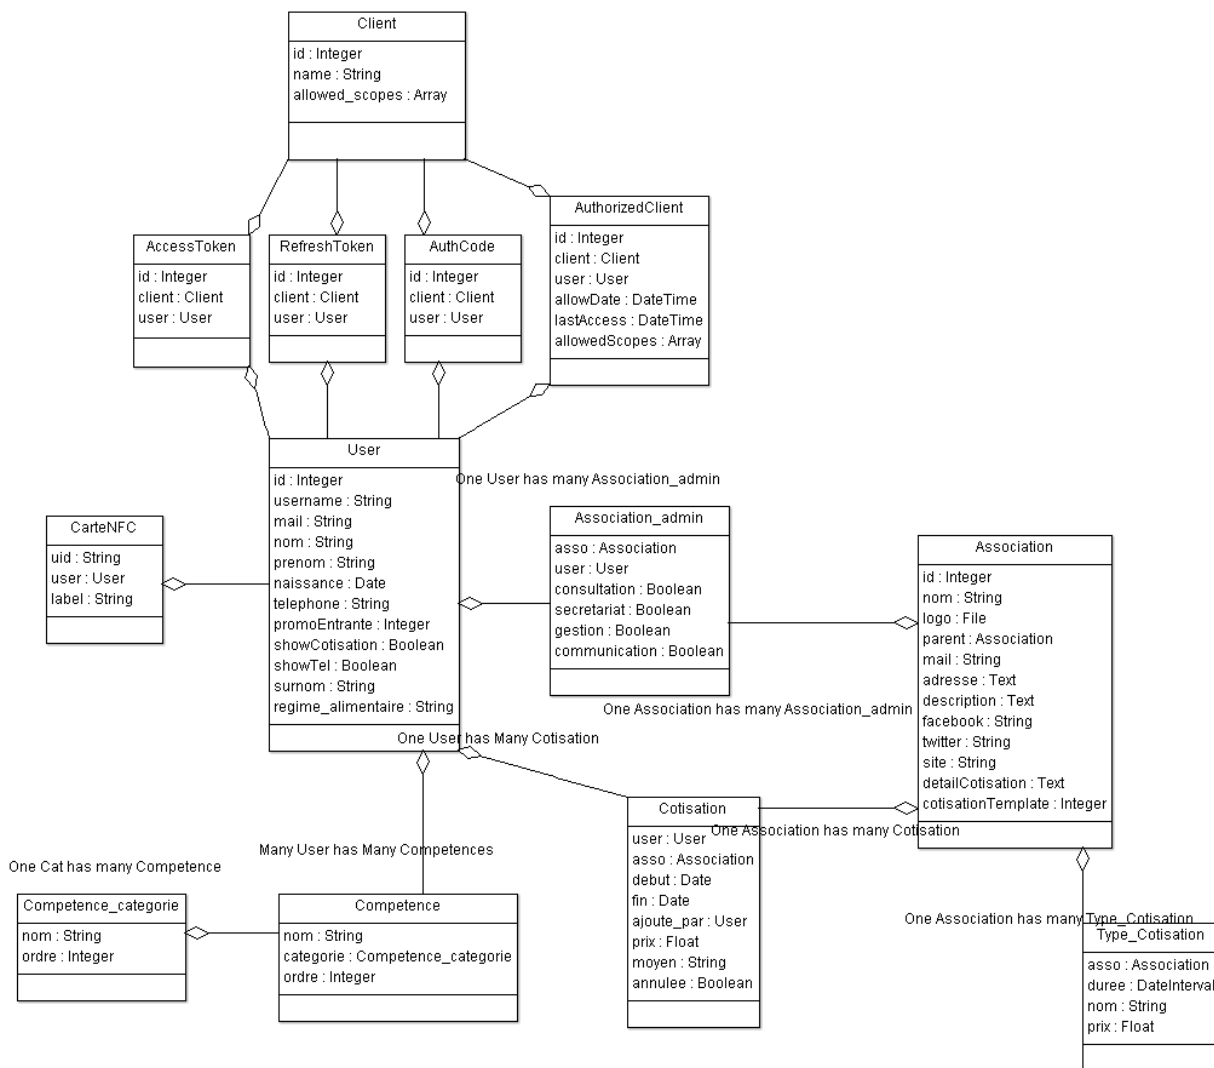 Client
id : Integer
name : String
allowed_scopes : Array
AccessToken
id : Integer
client : Client
user : User
RefreshToken
id : Integer
client : Client
user : User
AuthCode
id : Integer
client : Client
user : User
AuthorizedClient
id : Integer
client : Client
user : User
allowDate : DateTime
lastAccess : DateTime
allowedScopes : Array
User
id : Integer
username : String
mail : String
nom : String
prenom : String
naissance : Date
telephone : String
promoEntrante : Integer
showCotisation : Boolean
showTel : Boolean
surnom : String
regime_alimentaire : String
One User has many Association_admin
CarteNFC
uid : String
user : User
label : String
Association_admin
asso : Association
user : User
consultation : Boolean
secretariat : Boolean
gestion : Boolean
communication : Boolean
Association
id : Integer
nom : String
logo : File
parent : Association
mail : String
adresse : Text
description : Text
facebook : String
twitter : String
site : String
detailCotisation : Text
cotisationTemplate : Integer
One Association has many Association_admin
One User has Many Cotisation
Cotisation
user : User
asso : Association
debut : Date
fin : Date
ajoute_par : User
prix : Float
moyen : String
annulee : Boolean
One Association has many Cotisation
Many User has Many Competences
One Cat has many Competence
Competence_categorie
nom : String
ordre : Integer
Competence
nom : String
categorie : Competence_categorie
ordre : Integer
One Association has many Type_Cotisation
Type_Cotisation
asso : Association
duree : DateInterval
nom : String
prix : Float